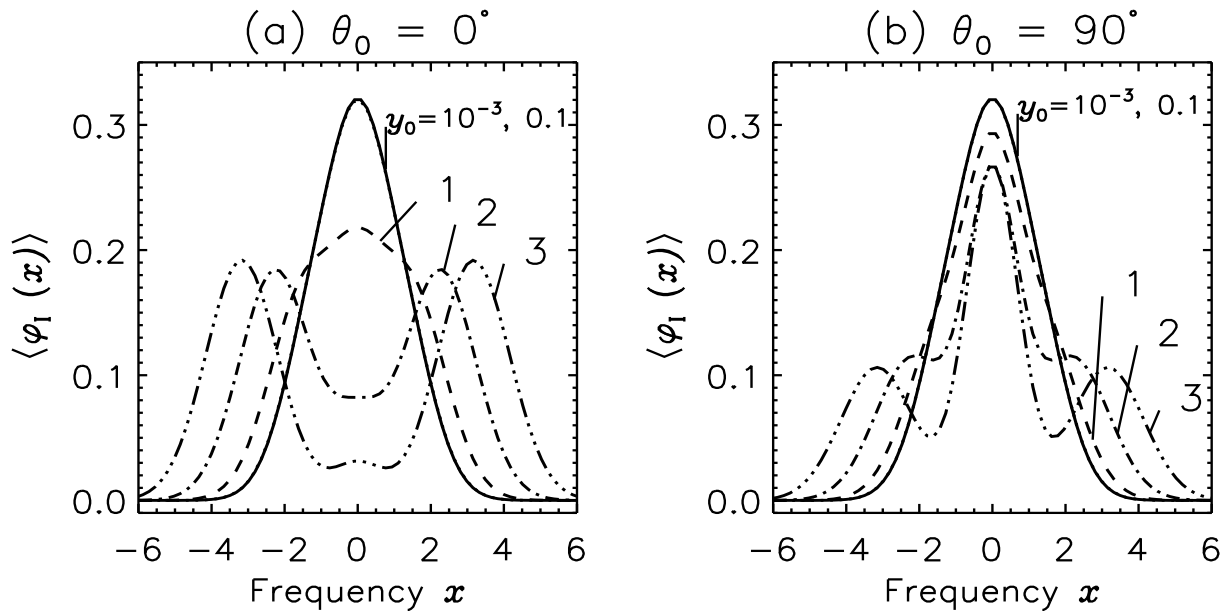 (a) θ₀ = 0°
⟨φ_I (x)⟩
0.3
0.2
0.1
0.0
y₀=10⁻³, 0.1
1
2
3
−6 −4 −2 0 2 4 6
Frequency x
(b) θ₀ = 90°
⟨φ_I (x)⟩
0.3
0.2
0.1
0.0
y₀=10⁻³, 0.1
1
2
3
−6 −4 −2 0 2 4 6
Frequency x